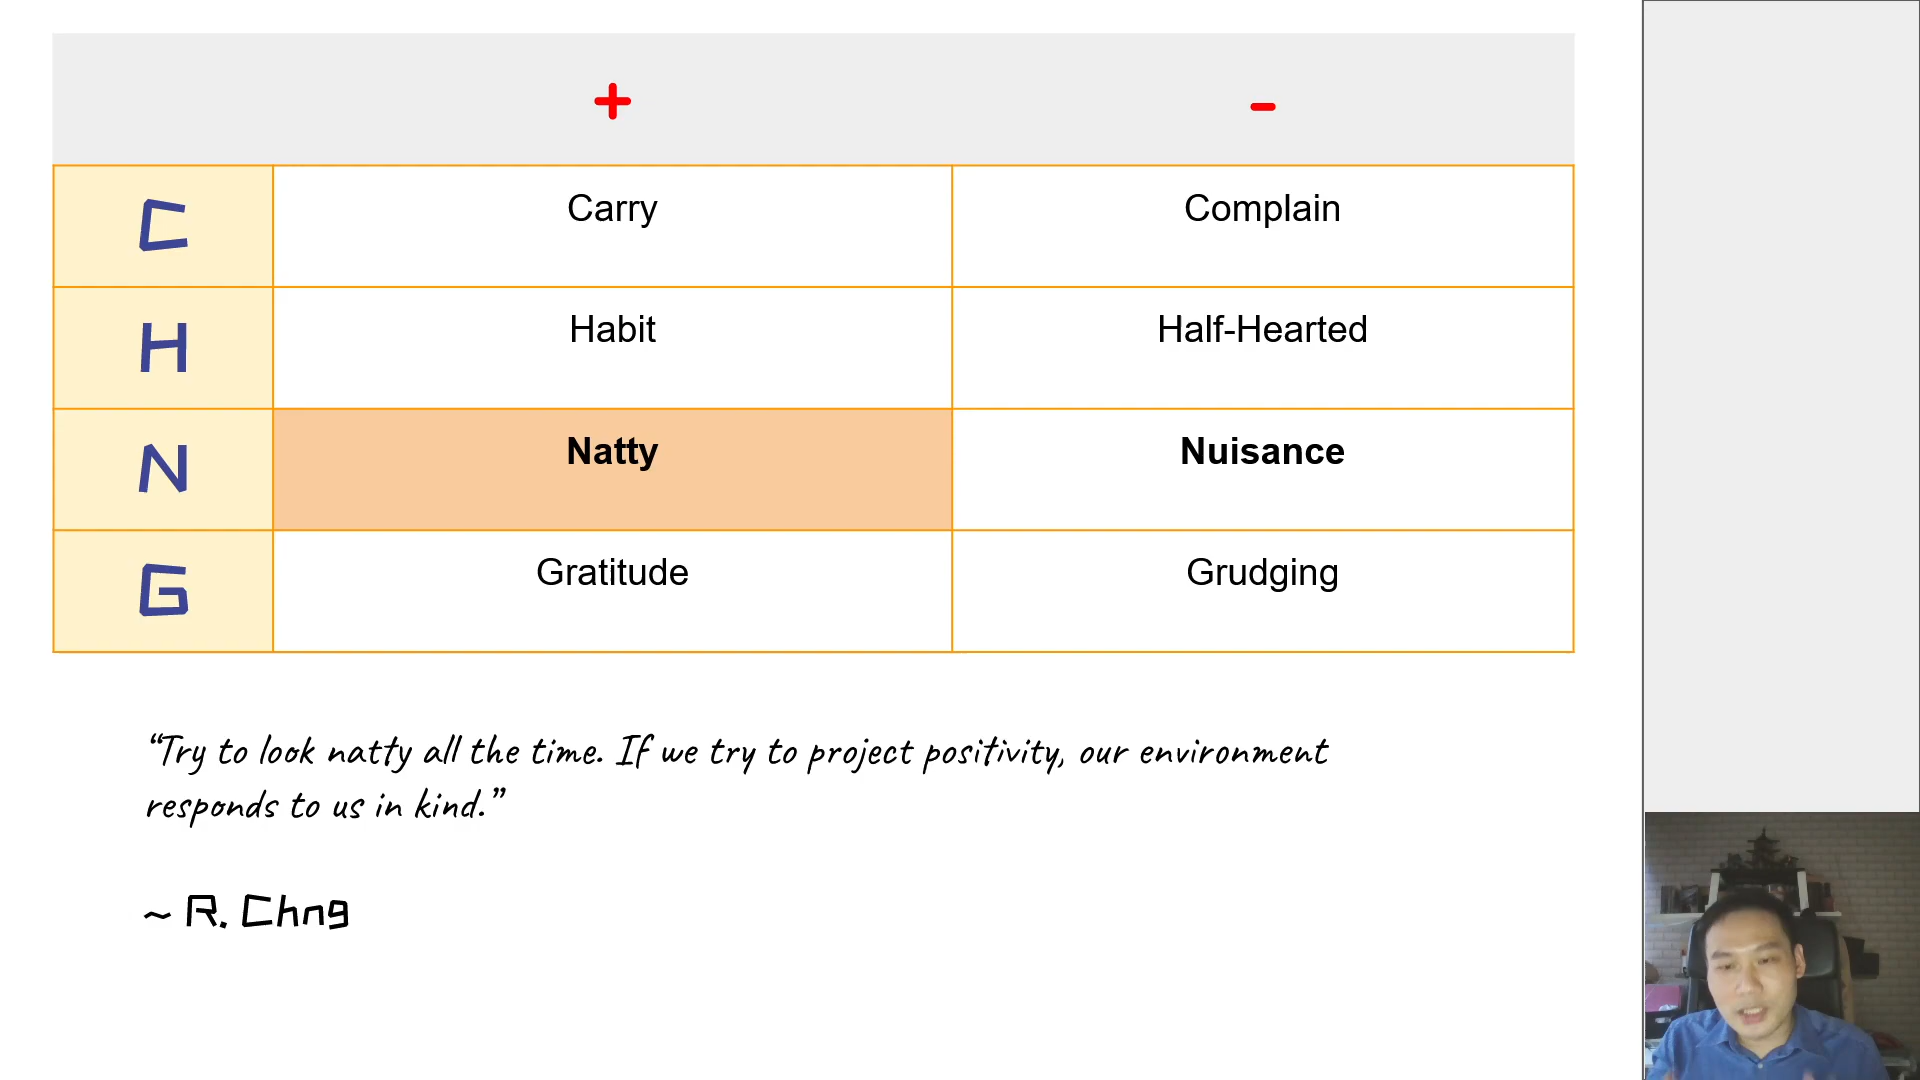 + -
C Carry Complain
H Habit Half-Hearted
N Natty Nuisance
G Gratitude Grudging
“Try to look natty all the time. If we try to project positivity, our environment
responds to us in kind.”
~ R. Chng